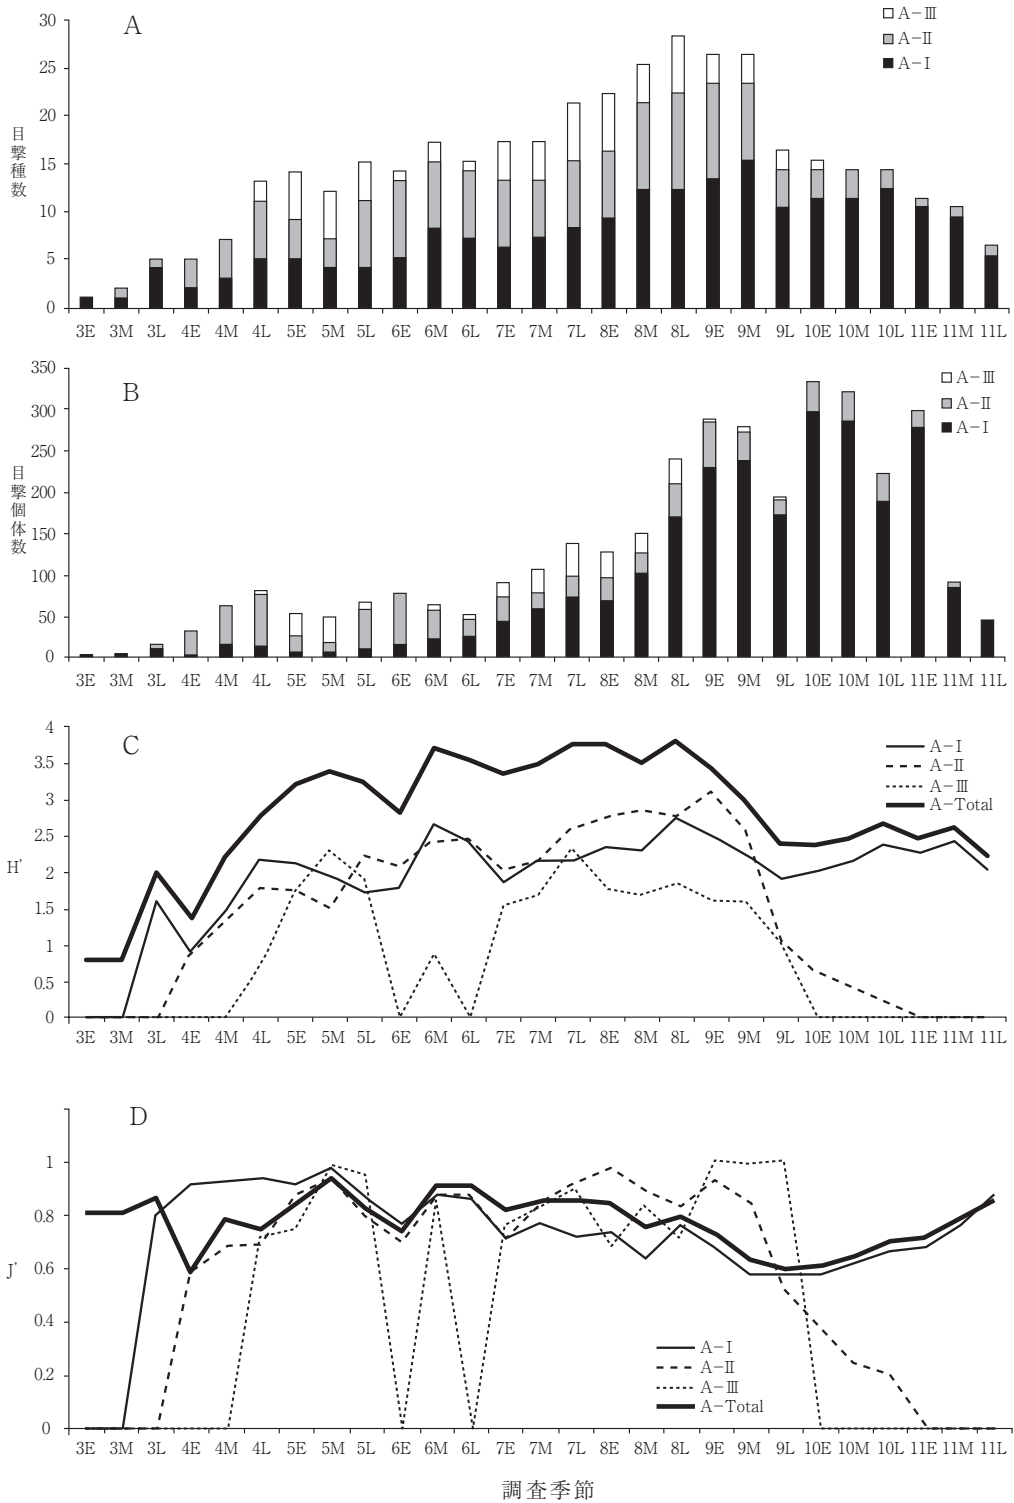 A
A-Ⅲ
A-Ⅱ
A-Ⅰ
目撃種数
30
25
20
15
10
5
0
3E 3M 3L 4E 4M 4L 5E 5M 5L 6E 6M 6L 7E 7M 7L 8E 8M 8L 9E 9M 9L 10E 10M 10L 11E 11M 11L
B
A-Ⅲ
A-Ⅱ
A-Ⅰ
目撃個体数
350
300
250
200
150
100
50
0
3E 3M 3L 4E 4M 4L 5E 5M 5L 6E 6M 6L 7E 7M 7L 8E 8M 8L 9E 9M 9L 10E 10M 10L 11E 11M 11L
C
A-Ⅰ
A-Ⅱ
A-Ⅲ
A-Total
H'
4
3.5
3
2.5
2
1.5
1
0.5
0
3E 3M 3L 4E 4M 4L 5E 5M 5L 6E 6M 6L 7E 7M 7L 8E 8M 8L 9E 9M 9L 10E 10M 10L 11E 11M 11L
D
J'
1
0.8
0.6
0.4
0.2
0
A-Ⅰ
A-Ⅱ
A-Ⅲ
A-Total
3E 3M 3L 4E 4M 4L 5E 5M 5L 6E 6M 6L 7E 7M 7L 8E 8M 8L 9E 9M 9L 10E 10M 10L 11E 11M 11L
調査季節